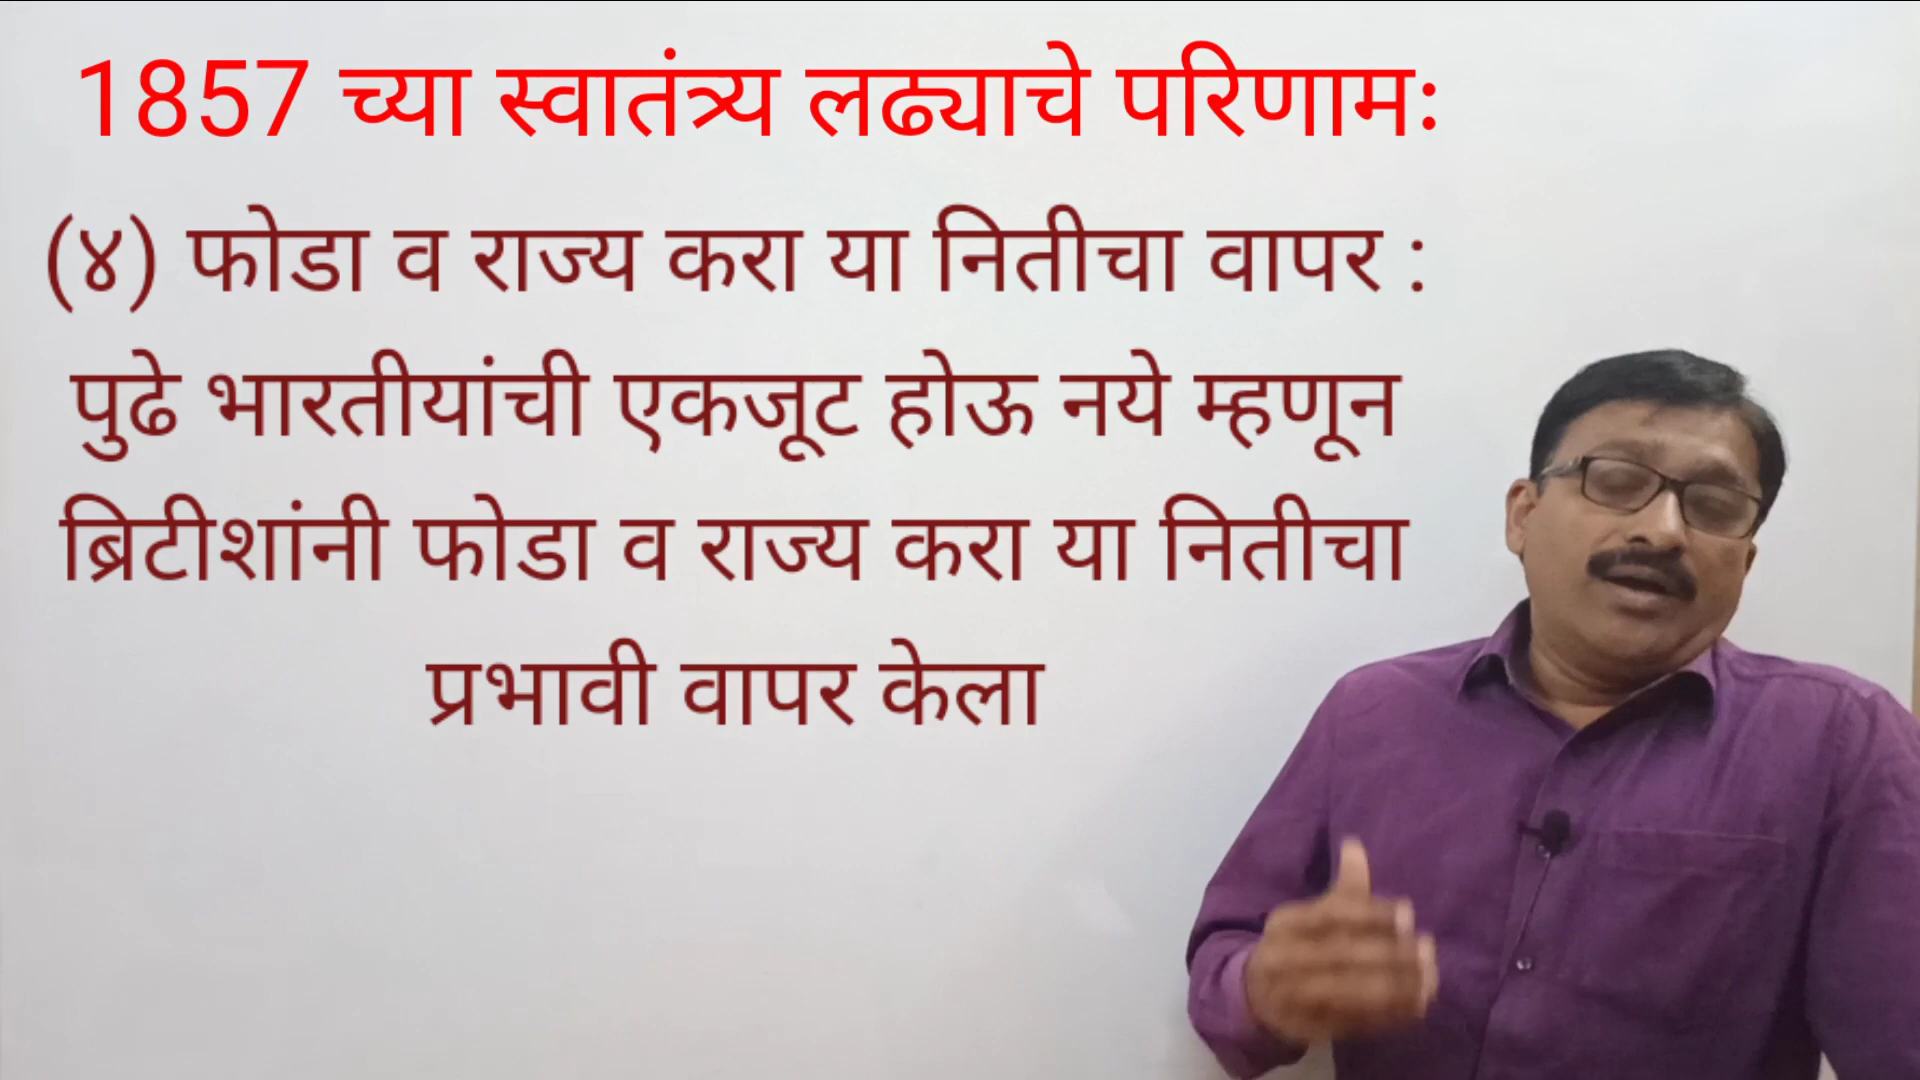 1857 च्या स्वातंत्र्य लढ्याचे परिणामः
(४) फोडा व राज्य करा या नितीचा वापर :
पुढे भारतीयांची एकजूट होऊ नये म्हणून
ब्रिटीशांनी फोडा व राज्य करा या नितीचा
प्रभावी वापर केला